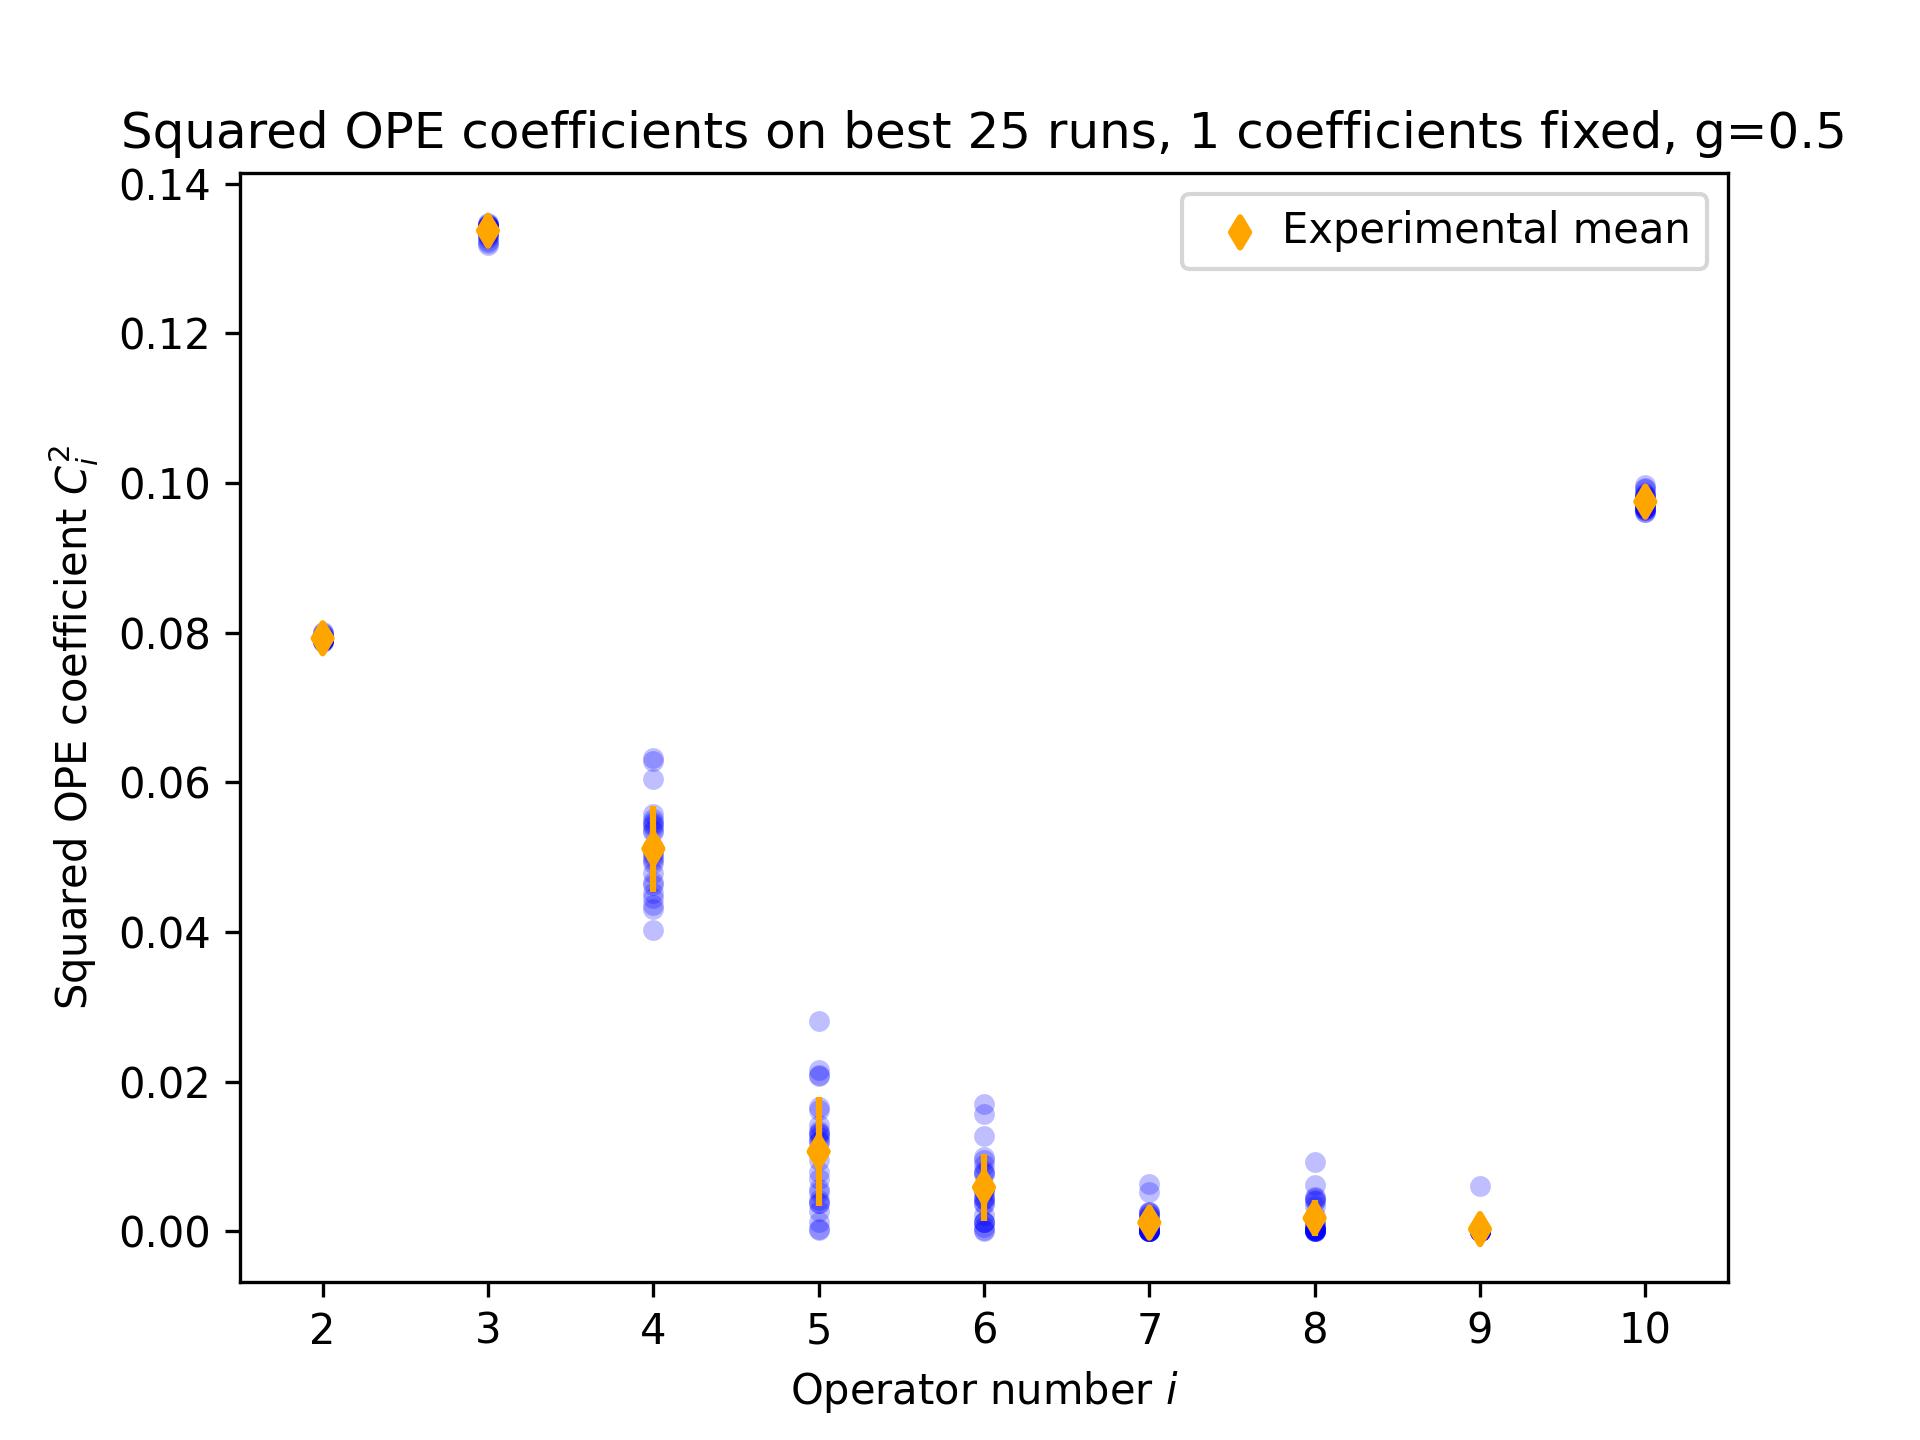 Squared OPE coefficients on best 25 runs, 1 coefficients fixed, g=0.5
Experimental mean
Squared OPE coefficient $C_i^2$
0.14
0.12
0.10
0.08
0.06
0.04
0.02
0.00
2 3 4 5 6 7 8 9 10
Operator number i